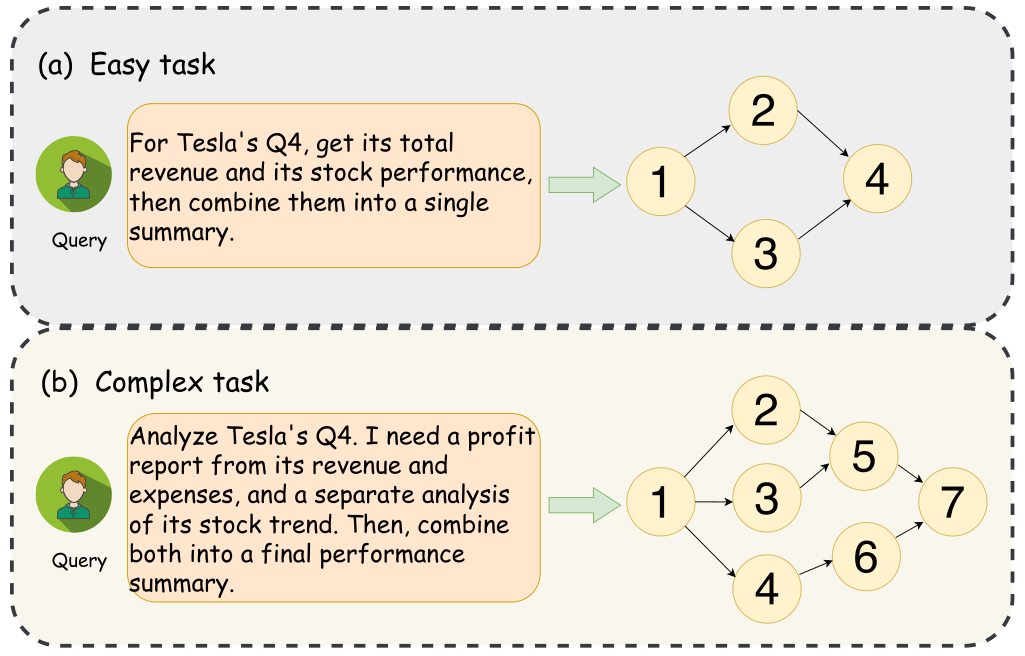 (a) Easy task
For Tesla's Q4, get its total
revenue and its stock performance,
then combine them into a single
summary.
Query
1
2
3
4
(b) Complex task
Analyze Tesla's Q4. I need a profit
report from its revenue and
expenses, and a separate analysis
of its stock trend. Then, combine
both into a final performance
summary.
Query
1
2
3
4
5
6
7